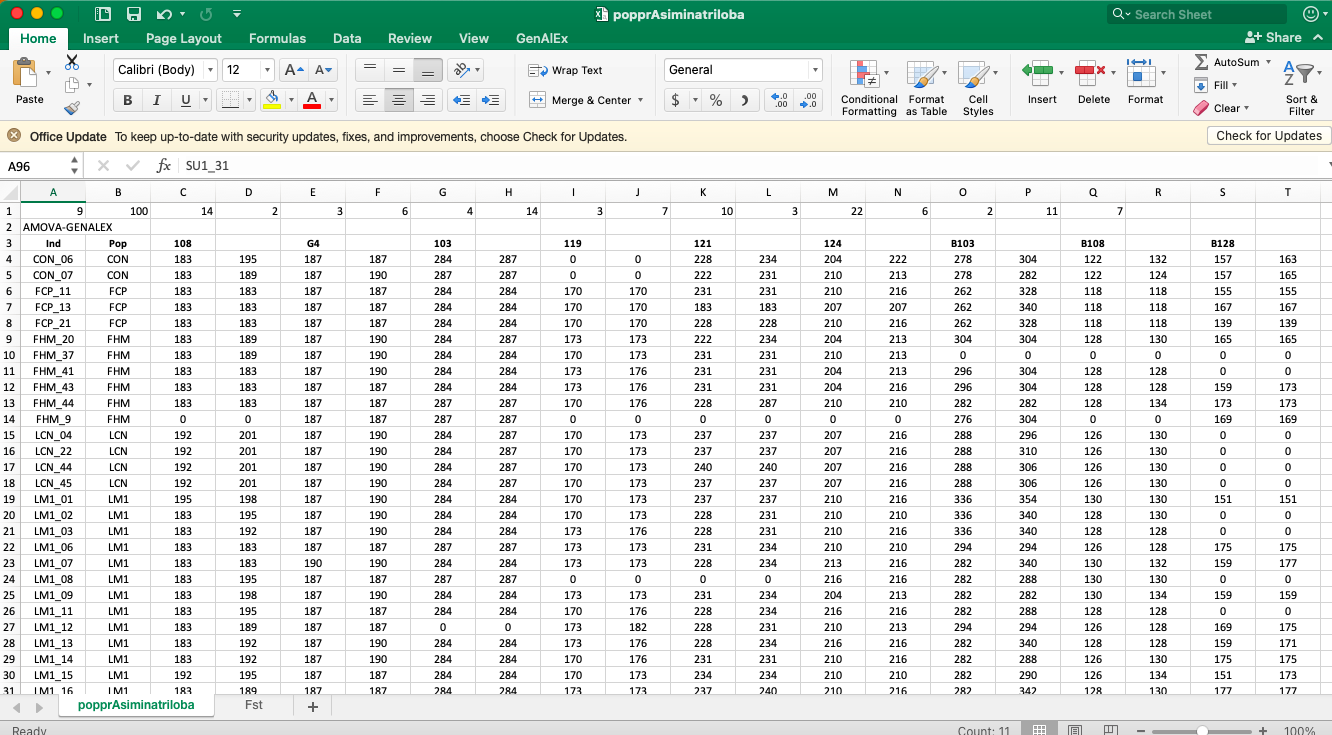 popprAsiminatriloba
Search Sheet
Home Insert Page Layout Formulas Data Review View GenAlEx
Share
Paste
Calibri (Body) 12 A A
B I U A
Wrap Text
Merge & Center
General
$ % ) .0 .00 .00 .0
Conditional Formatting
Format as Table
Cell Styles
Insert
Delete
Format
AutoSum
Fill
Clear
Sort & Filter
Office Update To keep up-to-date with security updates, fixes, and improvements, choose Check for Updates.
Check for Updates
A96 fx SU1_31
A B C D E F G H I J K L M N O P Q R S T
1 9 100 14 2 3 6 4 14 3 7 10 3 22 6 2 11 7
2 AMOVA-GENALEX
3 Ind Pop 108 G4 103 119 121 124 B103 B108 B128
4 CON_06 CON 183 195 187 187 284 287 0 0 228 234 204 222 278 304 122 132 157 163
5 CON_07 CON 183 189 187 190 287 287 0 0 222 231 210 213 278 282 122 124 157 165
6 FCP_11 FCP 183 183 187 187 284 284 170 170 231 231 210 216 262 328 118 118 155 155
7 FCP_13 FCP 183 183 187 187 284 284 170 170 183 183 207 207 262 340 118 118 167 167
8 FCP_21 FCP 183 183 187 187 284 284 170 170 228 228 210 216 262 328 118 118 139 139
9 FHM_20 FHM 183 189 187 190 284 287 173 173 222 234 204 213 304 304 128 130 165 165
10 FHM_37 FHM 183 189 187 190 284 284 170 173 231 231 210 213 0 0 0 0 0 0
11 FHM_41 FHM 183 183 187 190 284 284 173 176 231 231 204 213 296 304 128 128 0 0
12 FHM_43 FHM 183 183 187 187 284 284 173 173 231 234 204 216 296 304 128 128 159 173
13 FHM_44 FHM 183 183 187 187 287 287 170 176 228 287 210 210 282 282 128 134 173 173
14 FHM_9 FHM 0 0 187 187 287 287 0 0 0 0 0 0 276 304 0 0 169 169
15 LCN_04 LCN 192 201 187 190 284 287 170 173 237 237 207 216 288 296 126 130 0 0
16 LCN_22 LCN 192 201 187 190 284 287 170 173 237 237 207 216 288 310 126 130 0 0
17 LCN_44 LCN 192 201 187 190 284 287 170 173 240 240 207 216 288 306 126 130 0 0
18 LCN_45 LCN 192 201 187 190 284 287 170 173 237 237 207 216 288 306 126 130 0 0
19 LM1_01 LM1 195 198 187 190 284 284 170 173 237 237 210 216 336 354 130 130 151 151
20 LM1_02 LM1 183 195 187 190 284 284 170 173 228 231 210 210 336 340 128 130 0 0
21 LM1_03 LM1 183 192 187 190 284 284 173 176 228 231 210 216 336 340 128 128 0 0
22 LM1_06 LM1 183 183 187 187 287 287 173 173 231 234 210 210 294 294 126 128 175 175
23 LM1_07 LM1 183 183 190 190 284 284 173 173 228 234 213 216 282 340 130 132 159 177
24 LM1_08 LM1 183 195 187 187 287 287 0 0 0 0 216 216 282 288 130 130 0 0
25 LM1_09 LM1 183 198 187 190 284 284 173 173 231 234 204 213 282 282 130 134 159 159
26 LM1_11 LM1 183 195 187 187 284 284 170 176 228 234 216 216 282 288 128 128 0 0
27 LM1_12 LM1 183 189 187 187 0 0 173 182 228 231 210 213 294 294 126 128 169 175
28 LM1_13 LM1 183 192 187 190 284 284 173 176 228 234 216 216 282 340 128 128 159 171
29 LM1_14 LM1 183 192 187 190 284 284 170 176 231 231 210 216 282 288 126 130 175 175
30 LM1_15 LM1 192 195 187 187 284 284 170 173 234 234 210 210 282 290 126 134 151 173
31 LM1_16 LM1 183 189 187 187 284 284 173 173 237 240 210 216 282 342 128 130 177 177
popprAsiminatriloba Fst +
Ready Count: 11 100%